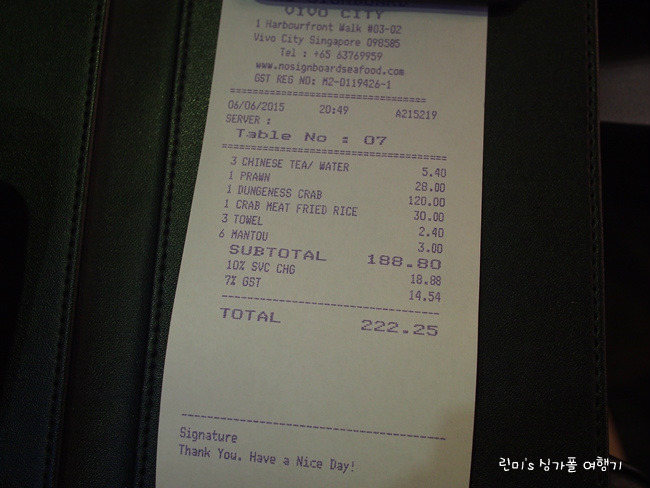 VIVO CITY
1 Harbourfront Walk #03-02
Vivo City Singapore 098585
Tel : +65 63769959
www.nosignboardseafood.com
GST REG NO: M2-0119426-1
06/06/2015 20:49 A215219
SERVER :
Table No : 07
3 CHINESE TEA/ WATER 5.40
1 PRAWN 28.00
1 DUNGENESS CRAB 120.00
1 CRAB MEAT FRIED RICE 30.00
3 TOWEL 2.40
6 MANTOU 3.00
SUBTOTAL 188.80
10% SVC CHG 18.88
7% GST 14.54
TOTAL 222.25
Signature
Thank You. Have a Nice Day!
린미's 싱가폴 여행기